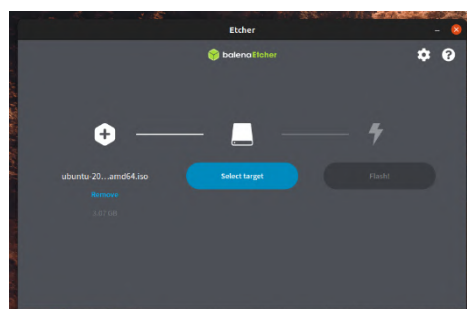 Etcher
balenaEtcher
ubuntu-20...amd64.iso
Select target
Flash!
Remove